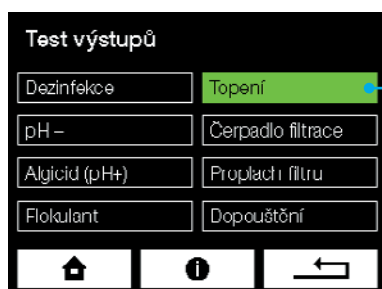 Test výstupů
Dezinfekce
Topení
pH –
Čerpadlo filtrace
Algicid (pH+)
Proplach filtru
Flokulant
Dopouštění